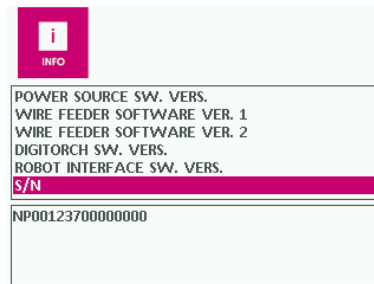 i
INFO
POWER SOURCE SW. VERS.
WIRE FEEDER SOFTWARE VER. 1
WIRE FEEDER SOFTWARE VER. 2
DIGITORCH SW. VERS.
ROBOT INTERFACE SW. VERS.
S/N
NP00123700000000